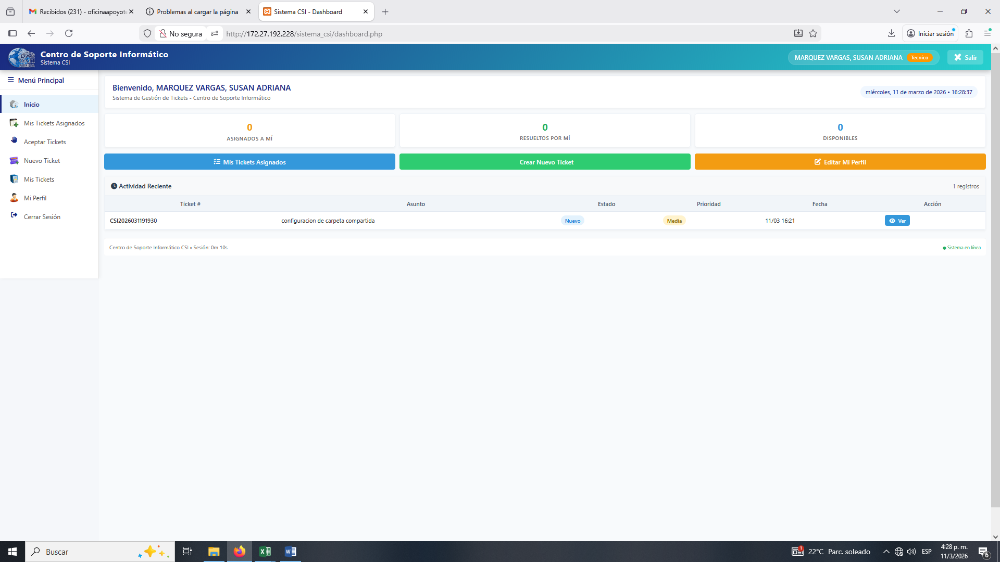 Recibidos (231) - oficinaapoyote
Problemas al cargar la página
Sistema CSI - Dashboard
No segura
http://172.27.192.228/sistema_csi/dashboard.php
Iniciar sesión
Centro de Soporte Informático
Sistema CSI
MARQUEZ VARGAS, SUSAN ADRIANA
Tecnico
Salir
Menú Principal
Inicio
Mis Tickets Asignados
Aceptar Tickets
Nuevo Ticket
Mis Tickets
Mi Perfil
Cerrar Sesión
Bienvenido, MARQUEZ VARGAS, SUSAN ADRIANA
Sistema de Gestión de Tickets - Centro de Soporte Informático
miércoles, 11 de marzo de 2026 • 16:28:37
0
ASIGNADOS A MÍ
0
RESUELTOS POR MÍ
0
DISPONIBLES
Mis Tickets Asignados
Crear Nuevo Ticket
Editar Mi Perfil
Actividad Reciente
1 registros
Ticket # Asunto Estado Prioridad Fecha Acción
CSI2026031191930 configuracion de carpeta compartida Nuevo Media 11/03 16:21 Ver
Centro de Soporte Informático CSI • Sesión: 0m 10s
Sistema en línea
Buscar
1
22°C Parc. soleado
ESP
4:28 p. m.
11/3/2026
6